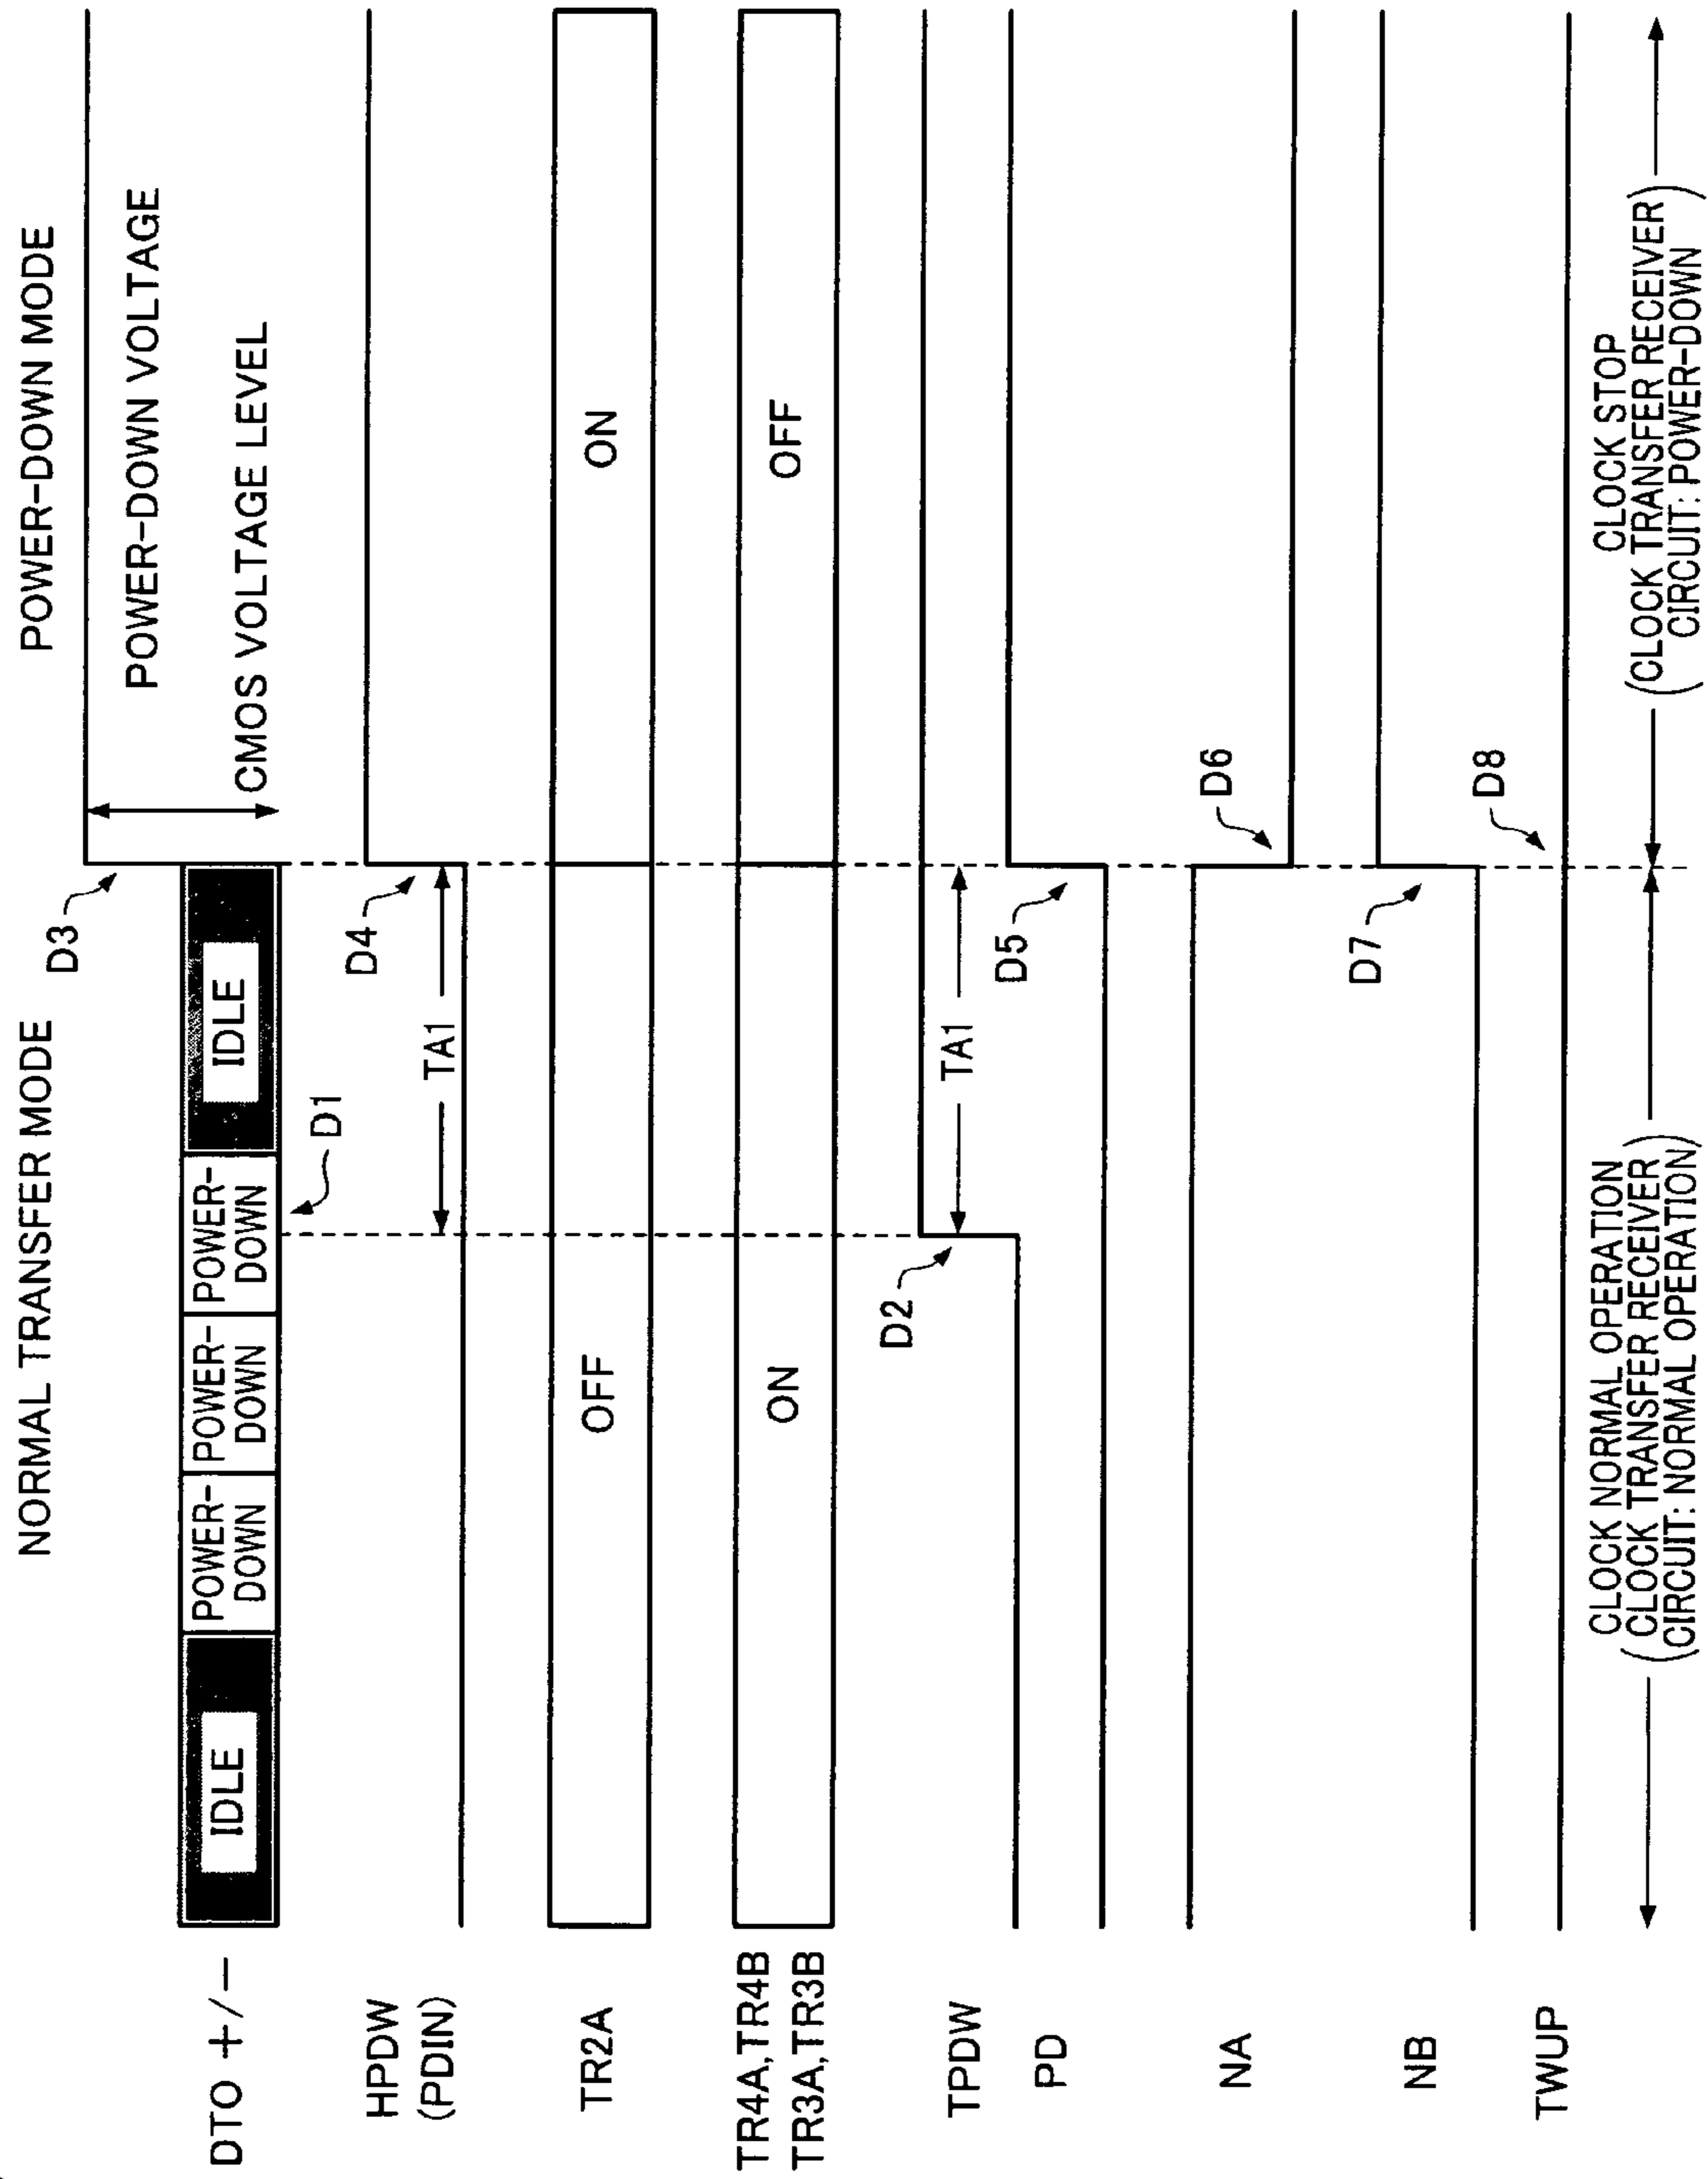 NORMAL TRANSFER MODE
POWER-DOWN MODE
D3
POWER-DOWN VOLTAGE
CMOS VOLTAGE LEVEL
DTO +/−
IDLE
POWER-
DOWN
POWER-
DOWN
POWER-
DOWN
IDLE
D1
HPDW
(PDIN)
D4
TA1
TR2A
OFF
ON
TR4A,TR4B
TR3A,TR3B
ON
OFF
TPDW
D2
TA1
PD
D5
NA
D6
NB
D7
TWUP
D8
CLOCK NORMAL OPERATION
(CLOCK TRANSFER RECEIVER
CIRCUIT: NORMAL OPERATION)
CLOCK STOP
(CLOCK TRANSFER RECEIVER
CIRCUIT: POWER-DOWN)